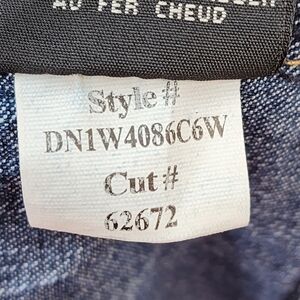 AU FER CHEUD
Style #
DN1W4086C6W
Cut #
62672